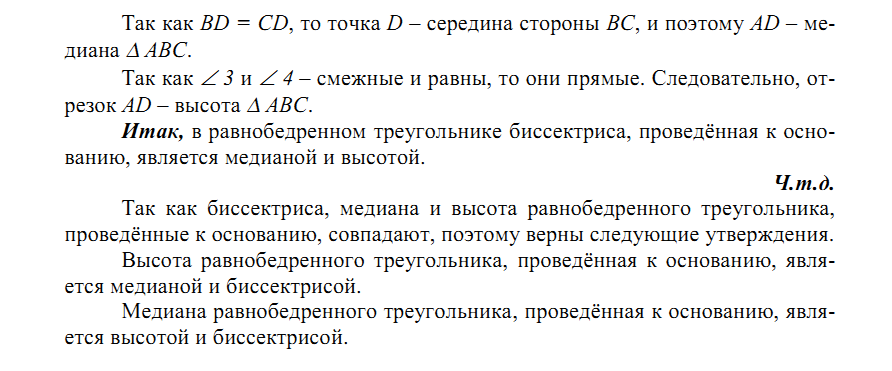 Так как BD = CD, то точка D – середина стороны BC, и поэтому AD – ме-
диана Δ ABC.
Так как ∠ 3 и ∠ 4 – смежные и равны, то они прямые. Следовательно, от-
резок AD – высота Δ ABC.
Итак, в равнобедренном треугольнике биссектриса, проведённая к осно-
ванию, является медианой и высотой.
Ч.т.д.
Так как биссектриса, медиана и высота равнобедренного треугольника,
проведённые к основанию, совпадают, поэтому верны следующие утверждения.
Высота равнобедренного треугольника, проведённая к основанию, явля-
ется медианой и биссектрисой.
Медиана равнобедренного треугольника, проведённая к основанию, явля-
ется высотой и биссектрисой.